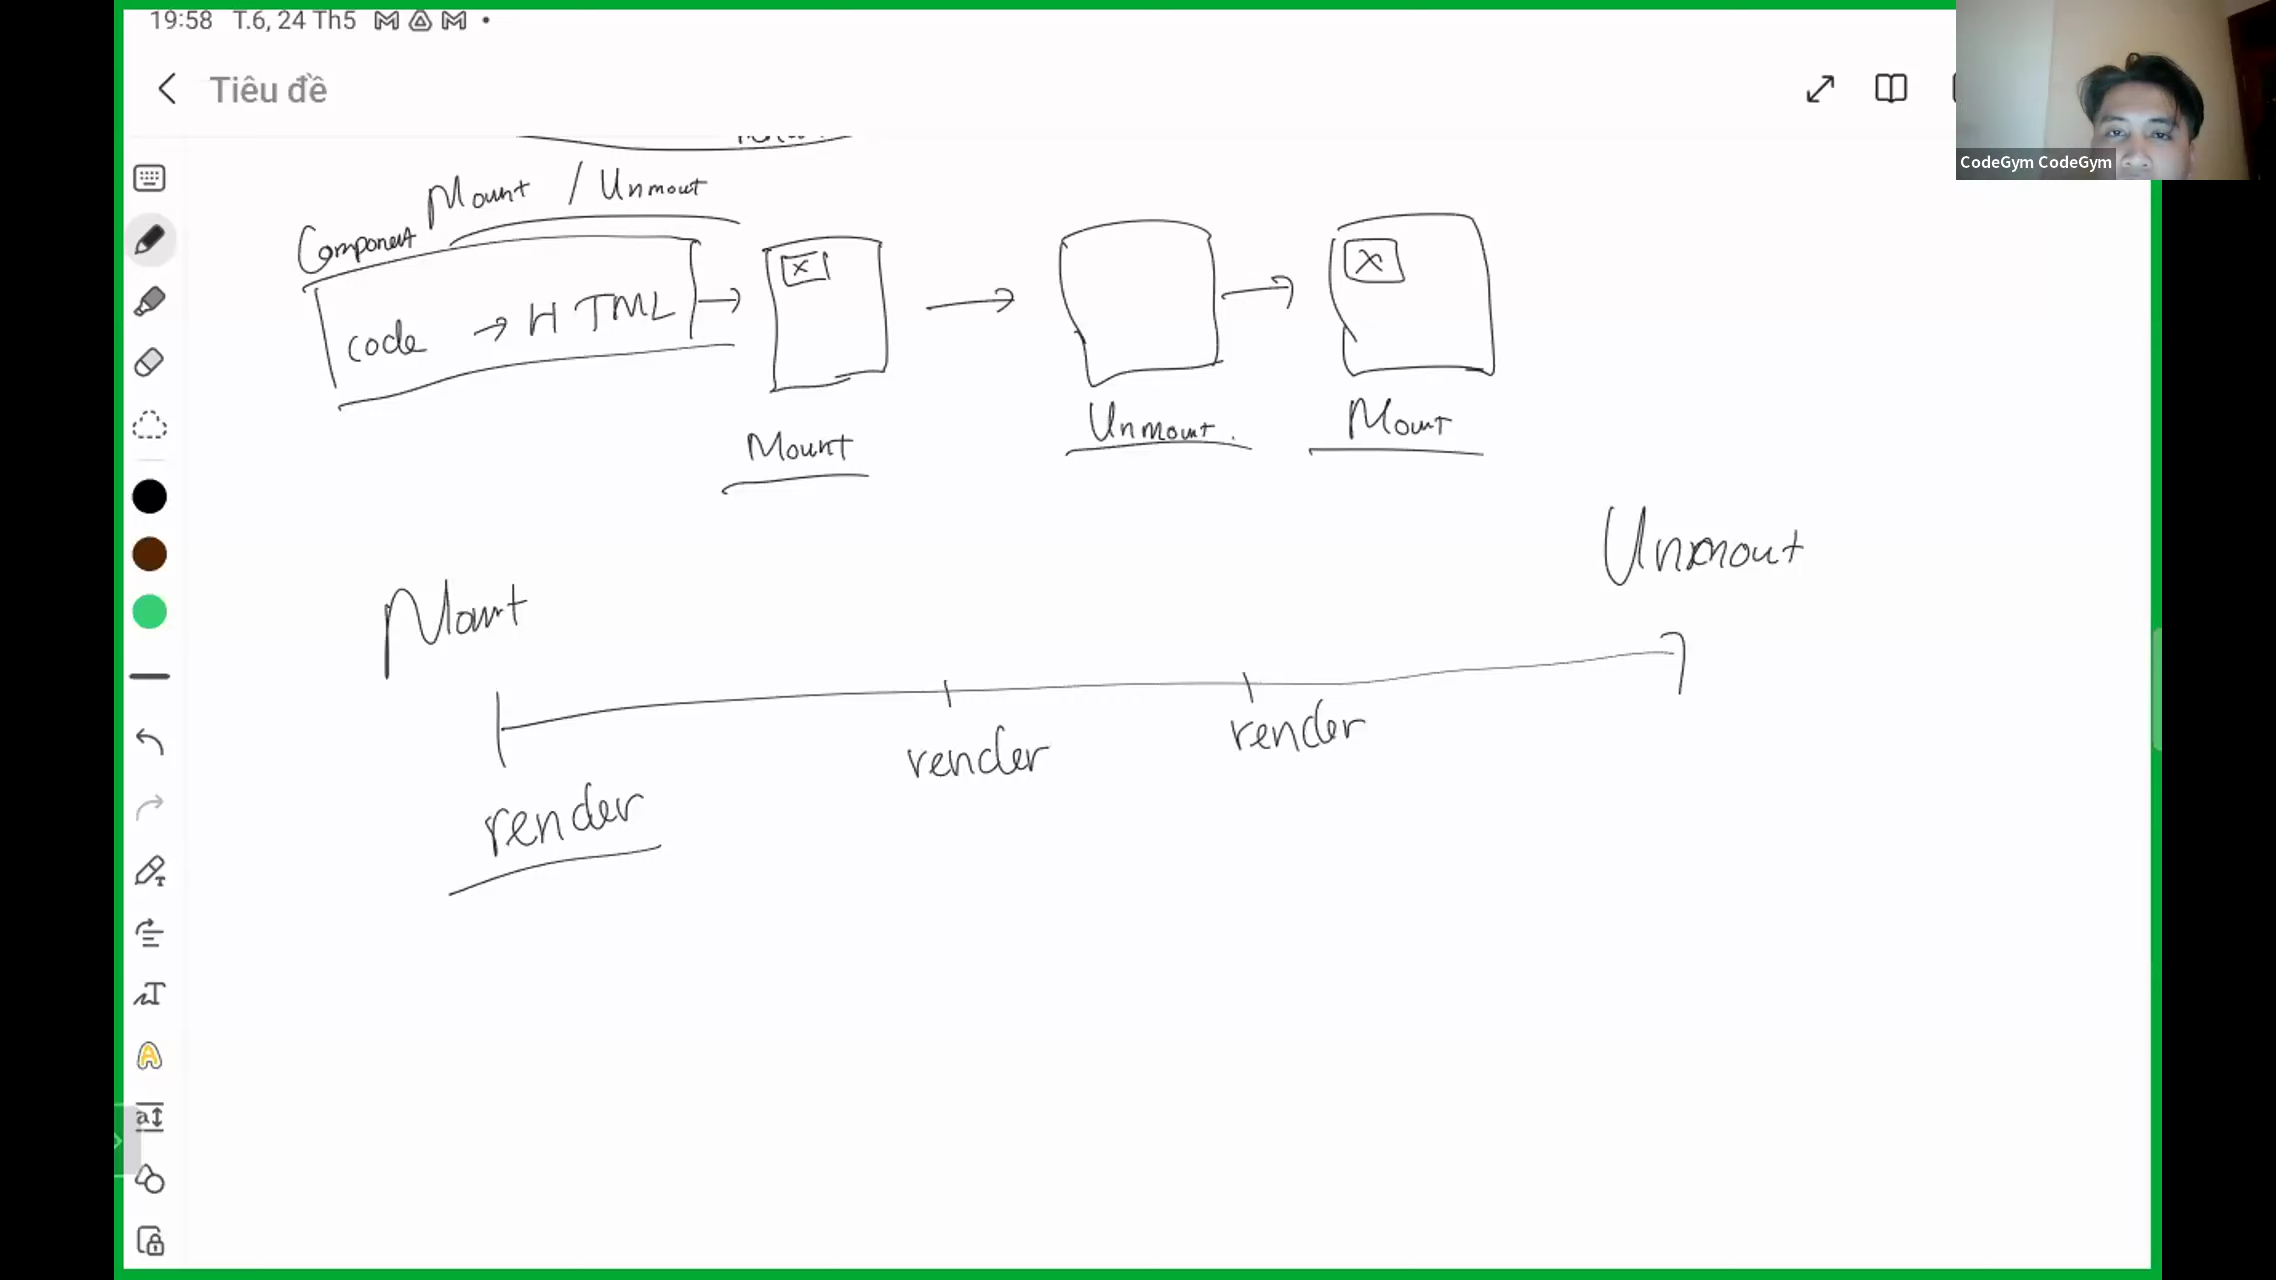 19:58 T.6, 24 Th5
Tiêu đề
CodeGym CodeGym
Mount / Unmout
Component
code → HTML
X
X
Mount
Unmount.
Mount
Mount
Unmout
render
render
render